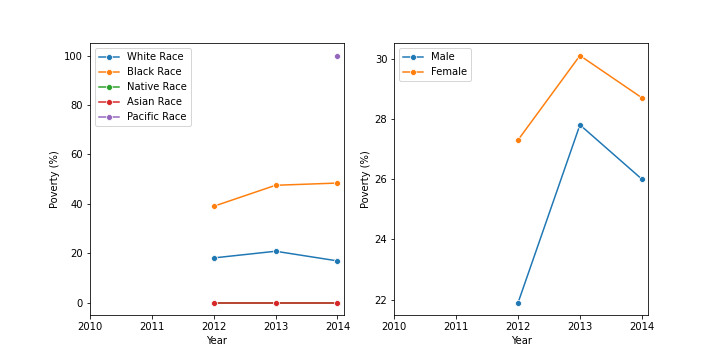 White Race
Black Race
Native Race
Asian Race
Pacific Race
Poverty (%)
100
80
60
40
20
0
2010 2011 2012 2013 2014
Year
Male
Female
Poverty (%)
30
28
26
24
22
2010 2011 2012 2013 2014
Year